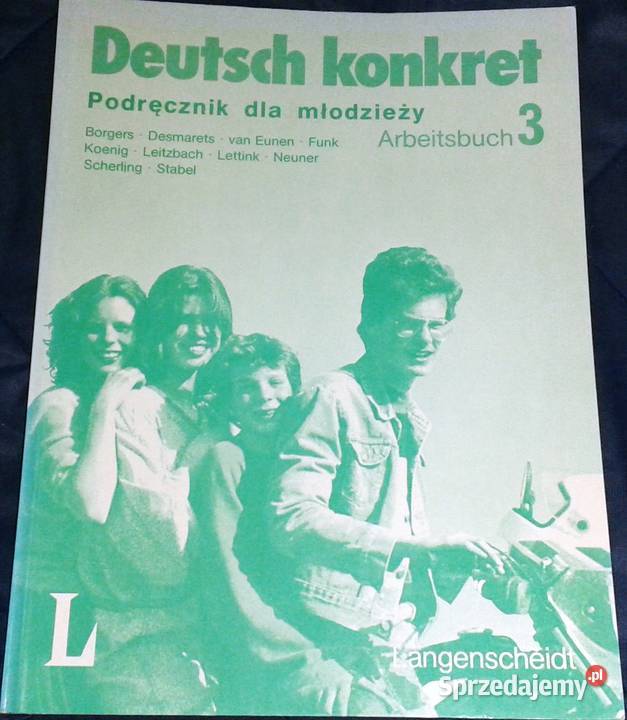 Deutsch konkret
Podręcznik dla młodzieży
Arbeitsbuch 3
Borgers · Desmarets · van Eunen · Funk
Koenig · Leitzbach · Lettink · Neuner
Scherling · Stabel
L
Langenscheidt
Sprzedajemy.pl